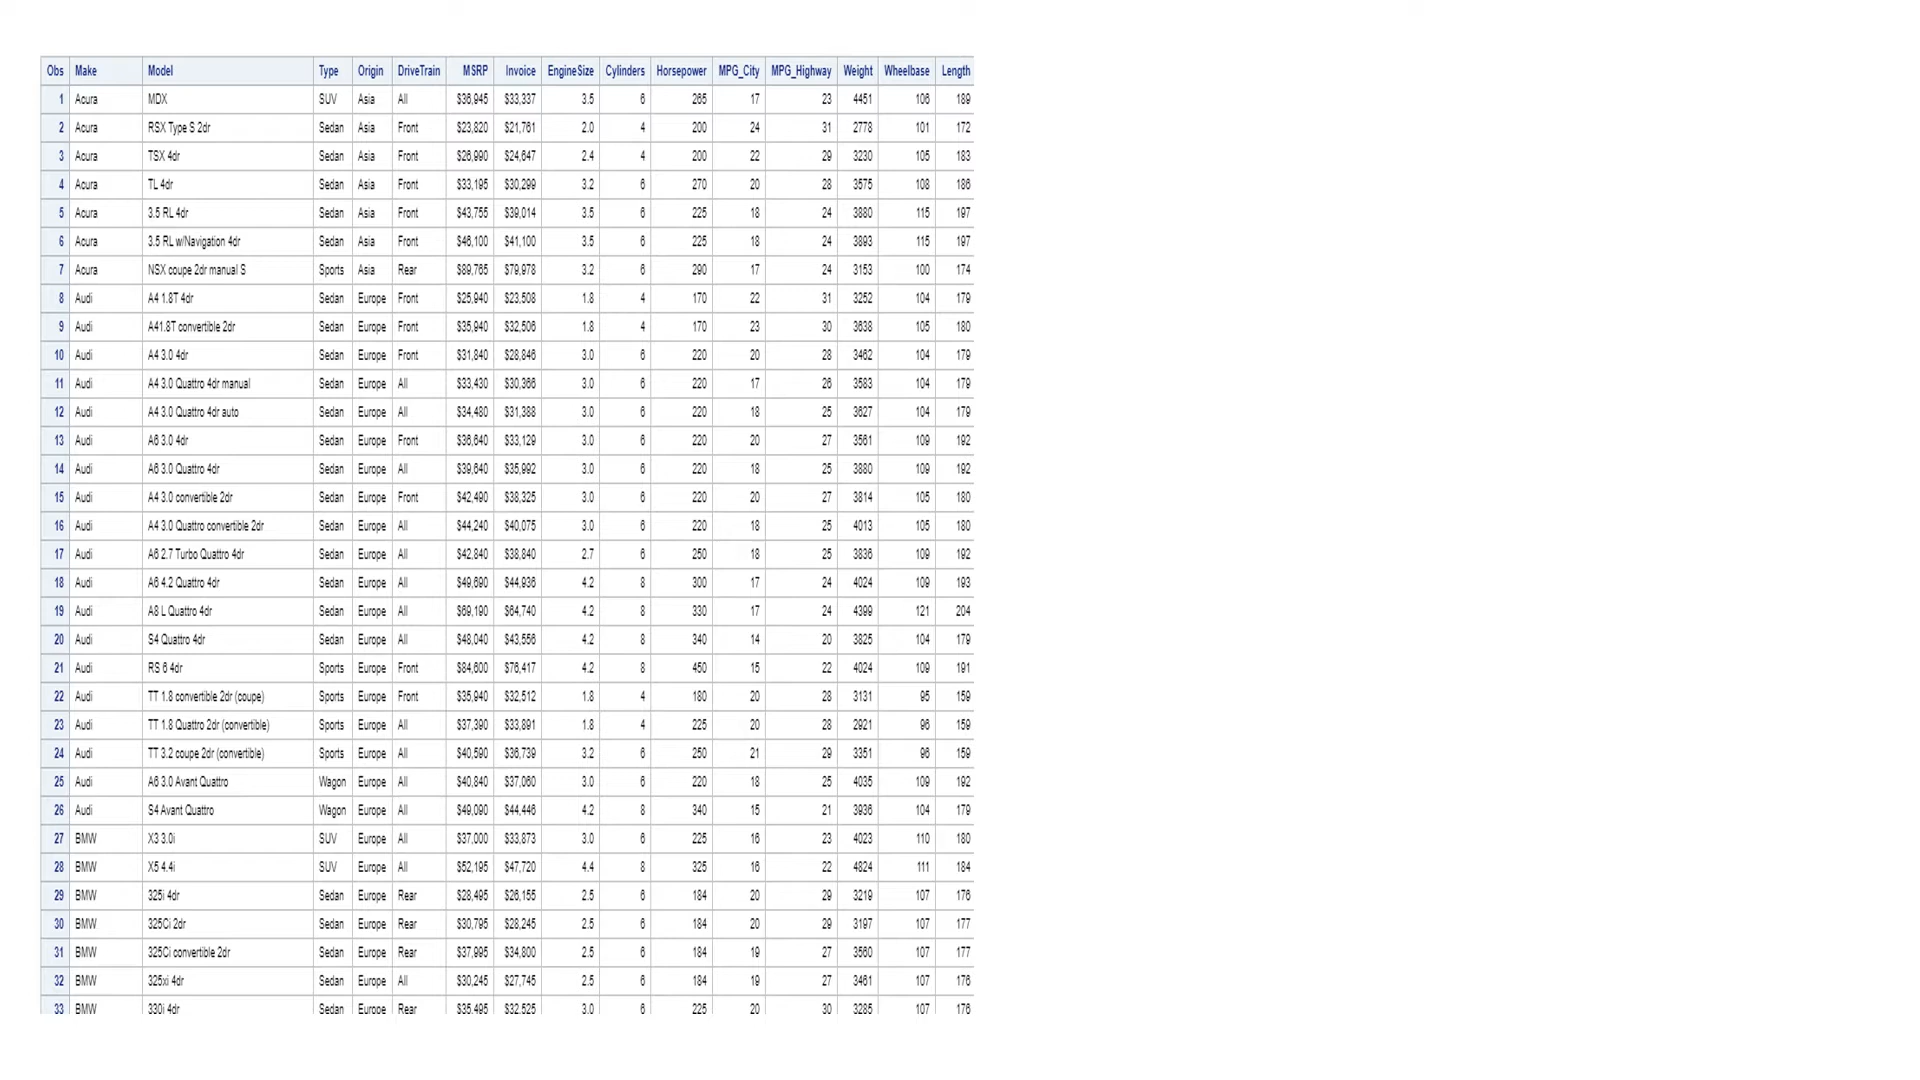 Obs Make Model Type Origin DriveTrain MSRP Invoice EngineSize Cylinders Horsepower MPG_City MPG_Highway Weight Wheelbase Length
1 Acura MDX SUV Asia All $36,945 $33,337 3.5 6 265 17 23 4451 106 189
2 Acura RSX Type S 2dr Sedan Asia Front $23,820 $21,761 2.0 4 200 24 31 2778 101 172
3 Acura TSX 4dr Sedan Asia Front $26,990 $24,647 2.4 4 200 22 29 3230 105 183
4 Acura TL 4dr Sedan Asia Front $33,195 $30,299 3.2 6 270 20 28 3575 108 186
5 Acura 3.5 RL 4dr Sedan Asia Front $43,755 $39,014 3.5 6 225 18 24 3880 115 197
6 Acura 3.5 RL w/Navigation 4dr Sedan Asia Front $46,100 $41,100 3.5 6 225 18 24 3893 115 197
7 Acura NSX coupe 2dr manual S Sports Asia Rear $89,765 $79,978 3.2 6 290 17 24 3153 100 174
8 Audi A4 1.8T 4dr Sedan Europe Front $25,940 $23,508 1.8 4 170 22 31 3252 104 179
9 Audi A41.8T convertible 2dr Sedan Europe Front $35,940 $32,506 1.8 4 170 23 30 3638 105 180
10 Audi A4 3.0 4dr Sedan Europe Front $31,840 $28,846 3.0 6 220 20 28 3462 104 179
11 Audi A4 3.0 Quattro 4dr manual Sedan Europe All $33,430 $30,366 3.0 6 220 17 26 3583 104 179
12 Audi A4 3.0 Quattro 4dr auto Sedan Europe All $34,480 $31,388 3.0 6 220 18 25 3627 104 179
13 Audi A6 3.0 4dr Sedan Europe Front $36,640 $33,129 3.0 6 220 20 27 3561 109 192
14 Audi A6 3.0 Quattro 4dr Sedan Europe All $39,640 $35,992 3.0 6 220 18 25 3880 109 192
15 Audi A4 3.0 convertible 2dr Sedan Europe Front $42,490 $38,325 3.0 6 220 20 27 3814 105 180
16 Audi A4 3.0 Quattro convertible 2dr Sedan Europe All $44,240 $40,075 3.0 6 220 18 25 4013 105 180
17 Audi A6 2.7 Turbo Quattro 4dr Sedan Europe All $42,840 $38,840 2.7 6 250 18 25 3836 109 192
18 Audi A6 4.2 Quattro 4dr Sedan Europe All $49,690 $44,936 4.2 8 300 17 24 4024 109 193
19 Audi A8 L Quattro 4dr Sedan Europe All $69,190 $64,740 4.2 8 330 17 24 4399 121 204
20 Audi S4 Quattro 4dr Sedan Europe All $48,040 $43,556 4.2 8 340 14 20 3825 104 179
21 Audi RS 6 4dr Sports Europe Front $84,600 $76,417 4.2 8 450 15 22 4024 109 191
22 Audi TT 1.8 convertible 2dr (coupe) Sports Europe Front $35,940 $32,512 1.8 4 180 20 28 3131 95 159
23 Audi TT 1.8 Quattro 2dr (convertible) Sports Europe All $37,390 $33,891 1.8 4 225 20 28 2921 96 159
24 Audi TT 3.2 coupe 2dr (convertible) Sports Europe All $40,590 $36,739 3.2 6 250 21 29 3351 96 159
25 Audi A6 3.0 Avant Quattro Wagon Europe All $40,840 $37,060 3.0 6 220 18 25 4035 109 192
26 Audi S4 Avant Quattro Wagon Europe All $49,090 $44,446 4.2 8 340 15 21 3936 104 179
27 BMW X3 3.0i SUV Europe All $37,000 $33,873 3.0 6 225 16 23 4023 110 180
28 BMW X5 4.4i SUV Europe All $52,195 $47,720 4.4 8 325 16 22 4824 111 184
29 BMW 325i 4dr Sedan Europe Rear $28,495 $26,155 2.5 6 184 20 29 3219 107 176
30 BMW 325Ci 2dr Sedan Europe Rear $30,795 $28,245 2.5 6 184 20 29 3197 107 177
31 BMW 325Ci convertible 2dr Sedan Europe Rear $37,995 $34,800 2.5 6 184 19 27 3560 107 177
32 BMW 325xi 4dr Sedan Europe All $30,245 $27,745 2.5 6 184 19 27 3461 107 176
33 BMW 330i 4dr Sedan Europe Rear $35,495 $32,525 3.0 6 225 20 30 3285 107 176